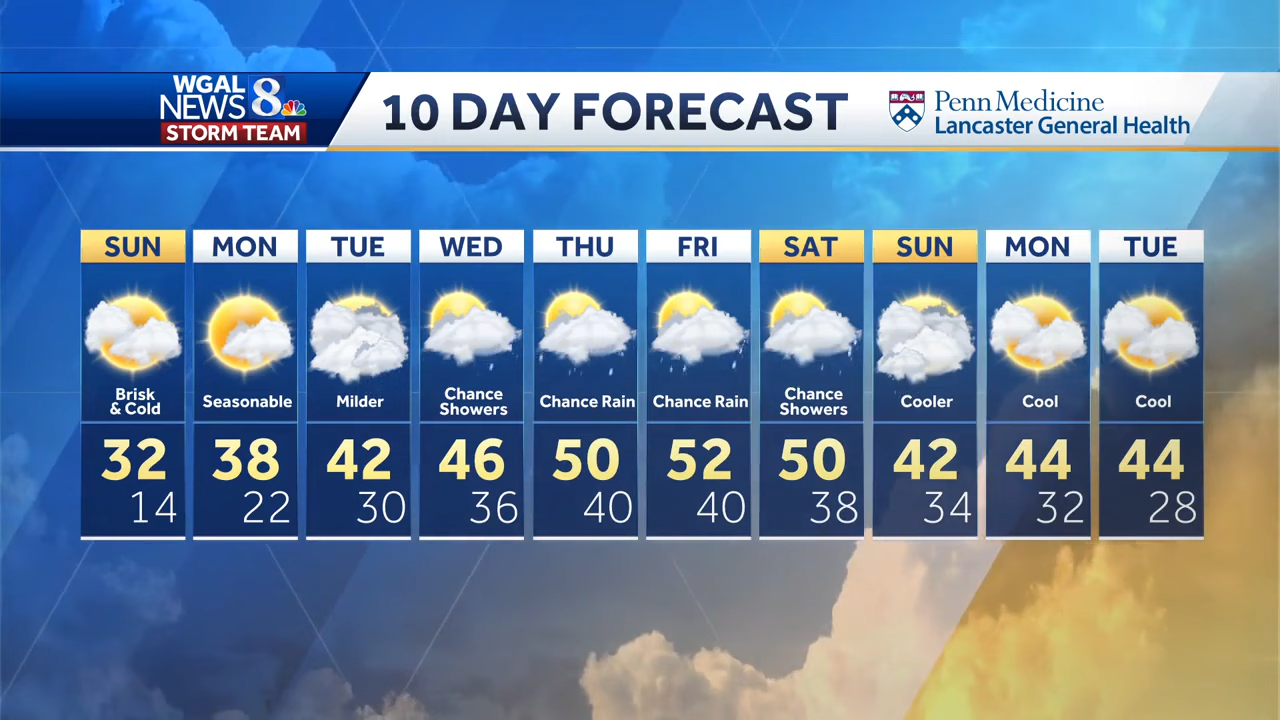 WGAL
NEWS 8
STORM TEAM
10 DAY FORECAST
Penn Medicine
Lancaster General Health
SUN MON TUE WED THU FRI SAT SUN MON TUE
Brisk & Cold
Seasonable
Milder
Chance Showers
Chance Rain
Chance Rain
Chance Showers
Cooler
Cool
Cool
32 38 42 46 50 52 50 42 44 44
14 22 30 36 40 40 38 34 32 28